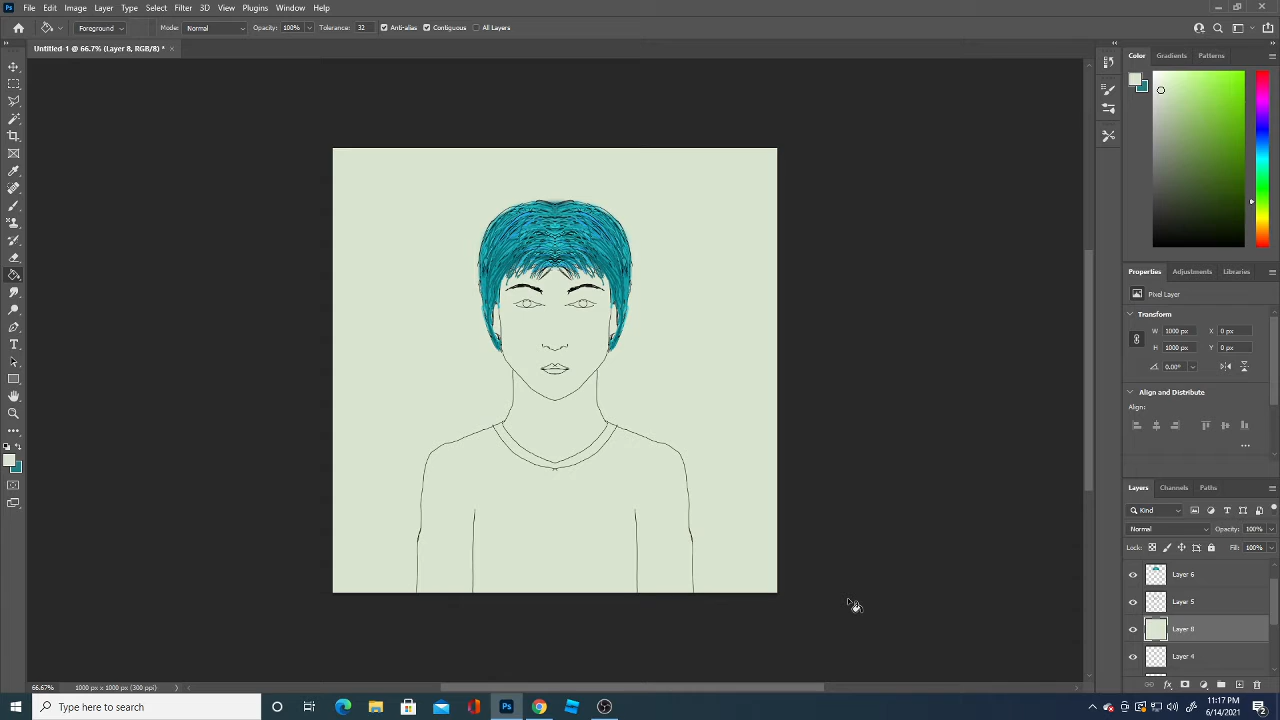 Ps File Edit Image Layer Type Select Filter 3D View Plugins Window Help
Foreground Mode: Normal Opacity: 100% Tolerance: 32 Anti-alias Contiguous All Layers
Untitled-1 @ 66.7% (Layer 8, RGB/8) * ×
Color Gradients Patterns
Properties Adjustments Libraries
Pixel Layer
Transform
W 1000 px X 0 px
H 1000 px Y 0 px
0.00°
Align and Distribute
Align:
Layers Channels Paths
Kind
Normal Opacity: 100%
Lock: Fill: 100%
Layer 6
Layer 5
Layer 8
Layer 4
66.67% 1000 px x 1000 px (300 ppi)
Type here to search
11:17 PM
6/14/2021
2